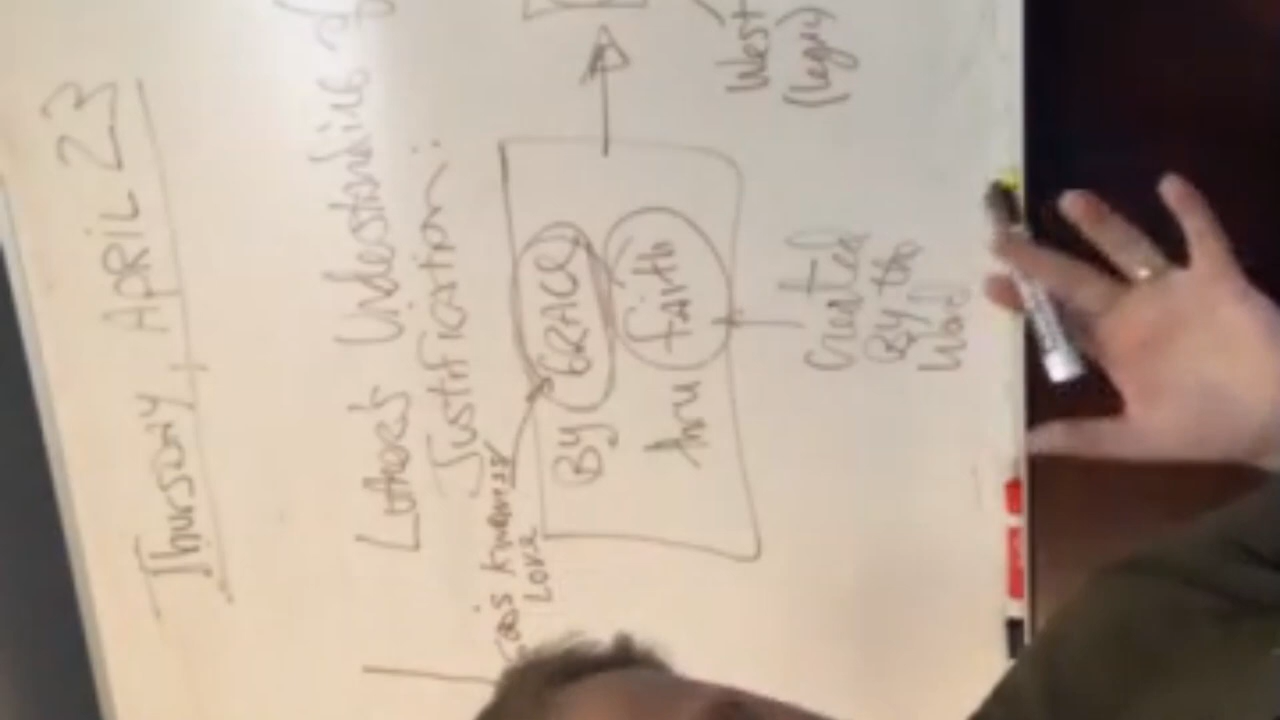 THURSDAY, APRIL 23
Luther's Understanding of
Justification:
God's
Love
By GRACE
thru faith
Created
By the
Word
West
(legal)